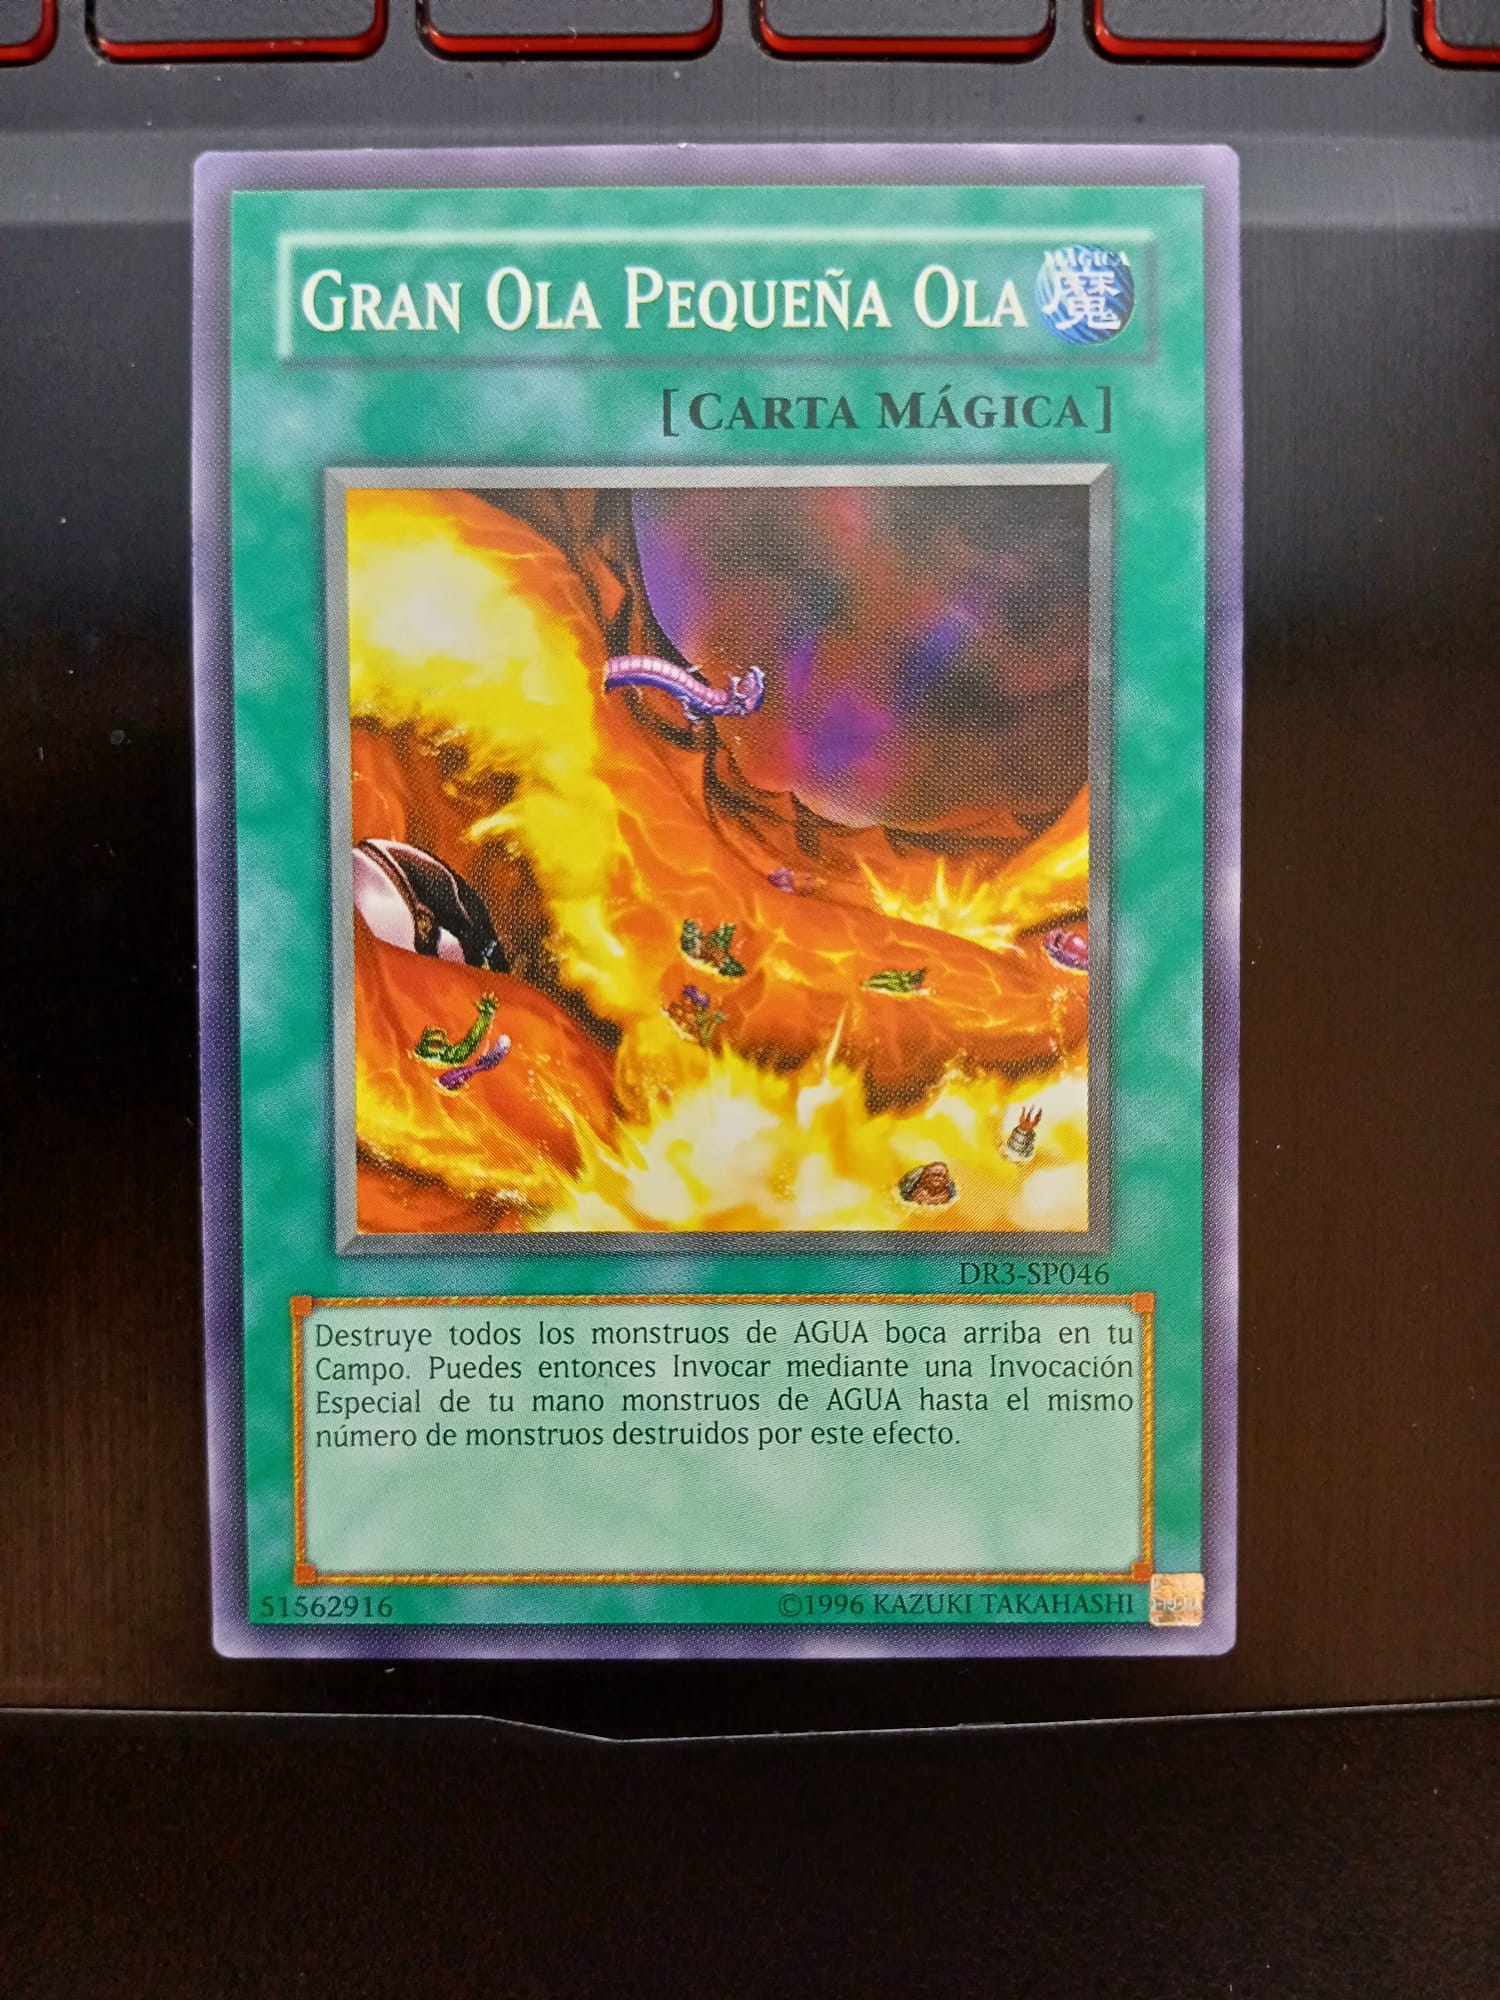 GRAN OLA PEQUEÑA OLA
MÁGICA
魔
[CARTA MÁGICA]
DR3-SP046
Destruye todos los monstruos de AGUA boca arriba en tu
Campo. Puedes entonces Invocar mediante una Invocación
Especial de tu mano monstruos de AGUA hasta el mismo
número de monstruos destruidos por este efecto.
51562916
©1996 KAZUKI TAKAHASHI